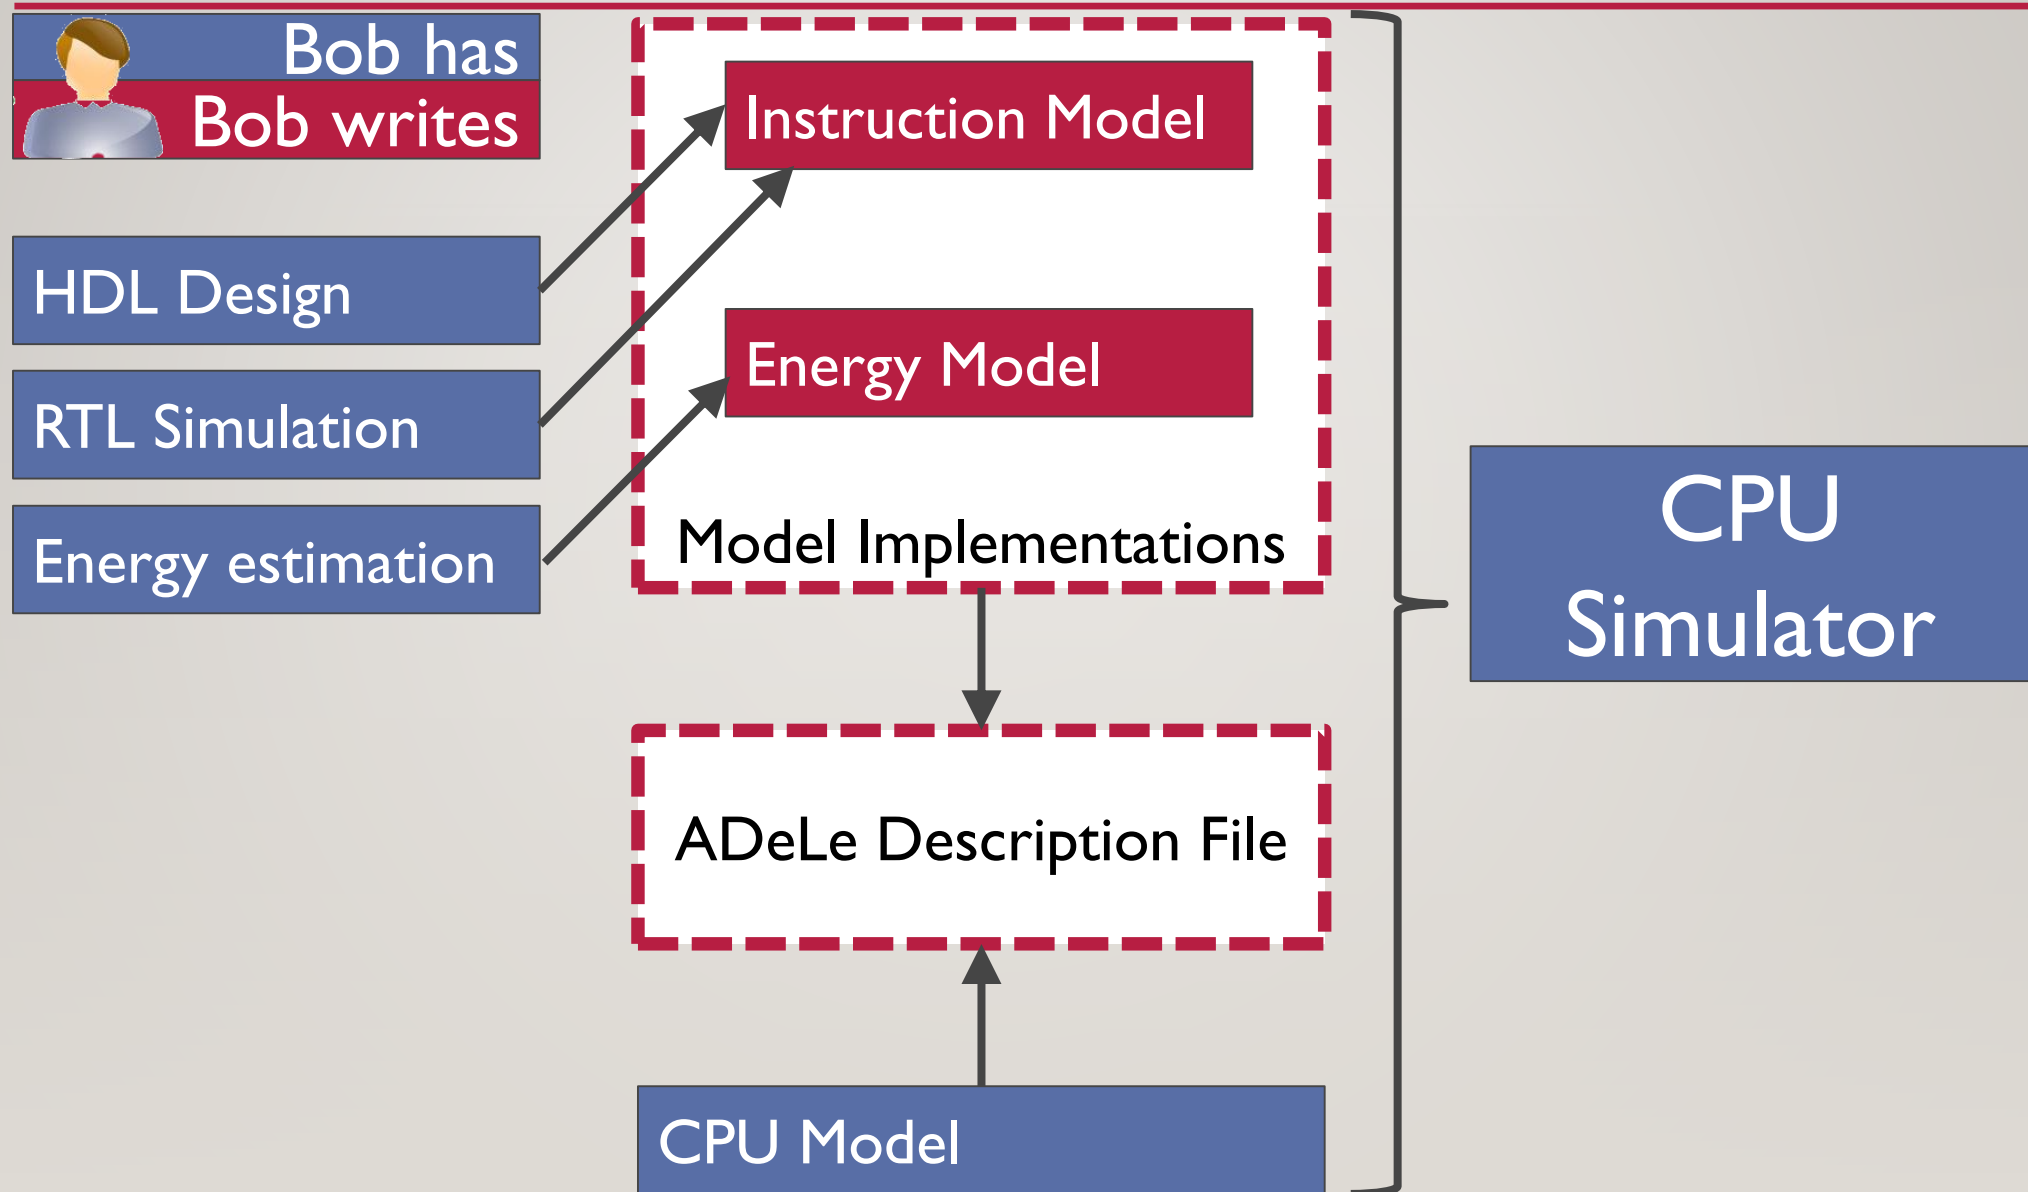 Bob has
Bob writes
HDL Design
RTL Simulation
Energy estimation
Instruction Model
Energy Model
Model Implementations
ADeLe Description File
CPU Model
CPU
Simulator